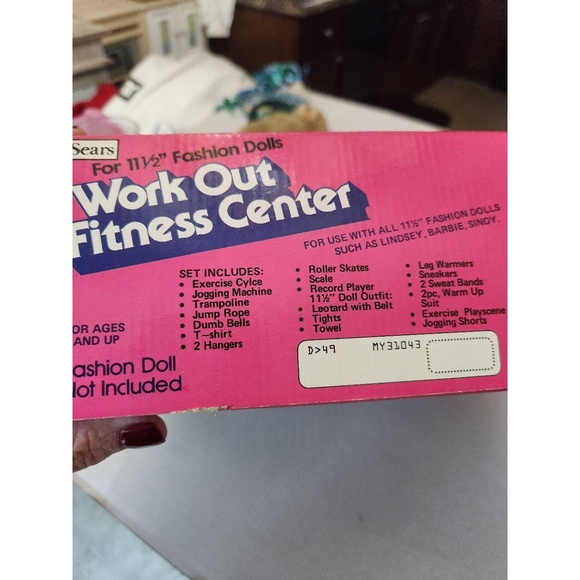 Sears
For 11½" Fashion Dolls
Work Out
Fitness Center
FOR USE WITH ALL 11½" FASHION DOLLS
SUCH AS LINDSEY, BARBIE, SINDY.
SET INCLUDES:
• Exercise Cylce
• Jogging Machine
• Trampoline
• Jump Rope
• Dumb Bells
• T-shirt
• 2 Hangers
• Roller Skates
• Scale
• Record Player
11½" Doll Outfit:
• Leotard with Belt
• Tights
• Towel
• Leg Warmers
• Sneakers
• 2 Sweat Bands
• 2pc, Warm Up
Suit
• Exercise Playscene
• Jogging Shorts
OR AGES
AND UP
ashion Doll
ot Included
D>49 MY31043